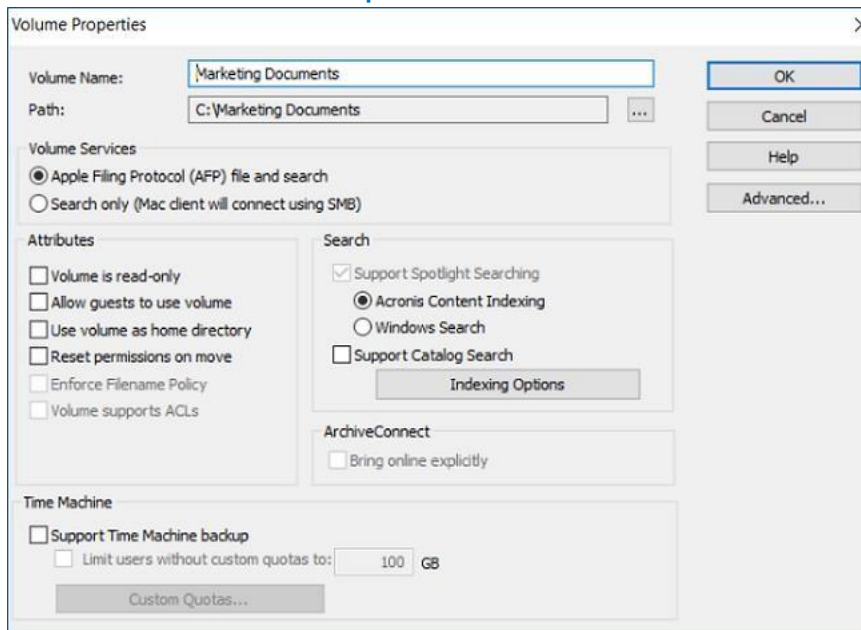 Volume Properties
Volume Name: Marketing Documents
OK
Path: C:\Marketing Documents ...
Cancel
Volume Services
Help
Apple Filing Protocol (AFP) file and search
Search only (Mac client will connect using SMB)
Advanced...
Attributes
Volume is read-only
Allow guests to use volume
Use volume as home directory
Reset permissions on move
Enforce Filename Policy
Volume supports ACLs
Search
Support Spotlight Searching
Acronis Content Indexing
Windows Search
Support Catalog Search
Indexing Options
ArchiveConnect
Bring online explicitly
Time Machine
Support Time Machine backup
Limit users without custom quotas to: 100 GB
Custom Quotas...